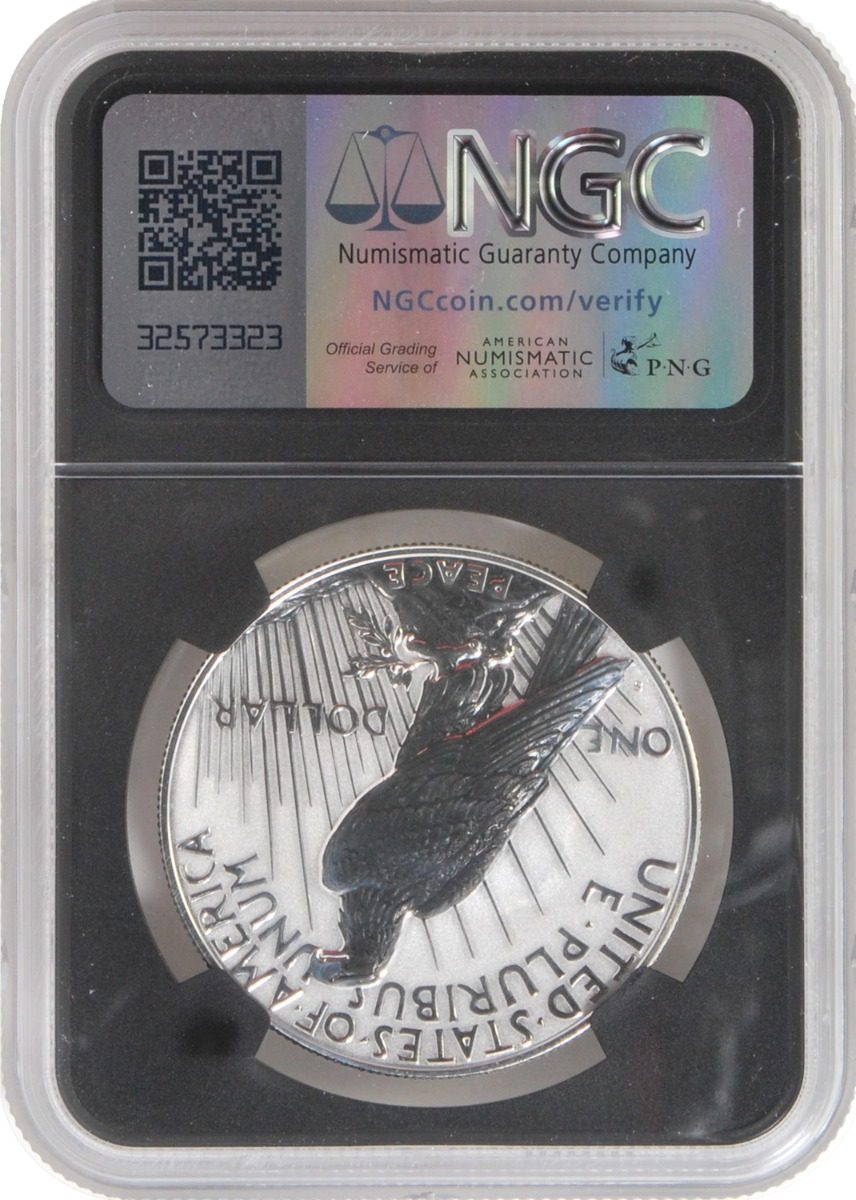 NGC
Numismatic Guaranty Company
NGCcoin.com/verify
32573323
Official Grading
Service of
AMERICAN
NUMISMATIC
ASSOCIATION
P·N·G
PEACE
ONE
DOLLAR
UNITED·STATES·OF·AMERICA
E·PLURIBUS UNUM
S